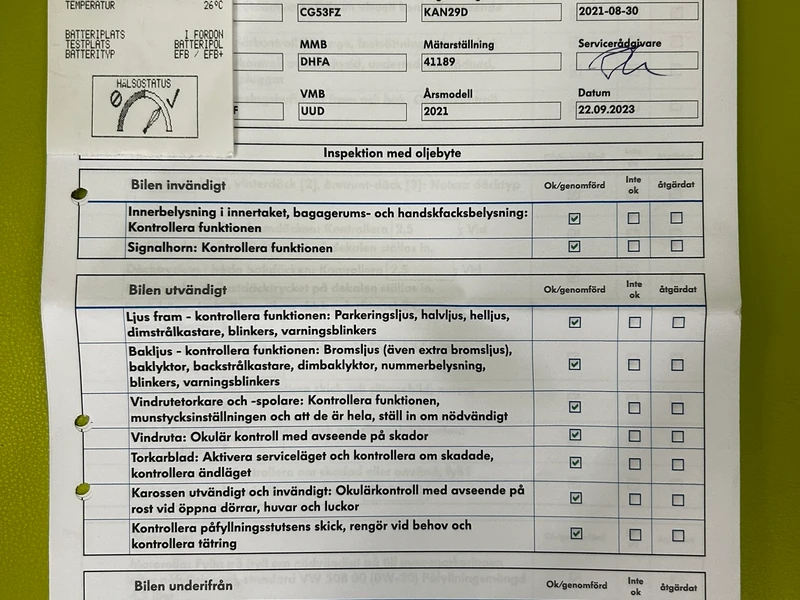 TEMPERATUR 26°C
BATTERIPLATS I FORDON
TESTPLATS BATTERIPOL
BATTERITYP EFB / EFB+
HÄLSOSTATUS
CG53FZ KAN29D 2021-08-30
MMB Mätarställning Servicerådgivare
DHFA 41189
VMB Årsmodell Datum
F UUD 2021 22.09.2023
Inspektion med oljebyte
Bilen invändigt Ok/genomförd Inte ok åtgärdat
Innerbelysning i innertaket, bagagerums- och handskfacksbelysning:
Kontrollera funktionen
Signalhorn: Kontrollera funktionen
Bilen utvändigt Ok/genomförd Inte ok åtgärdat
Ljus fram - kontrollera funktionen: Parkeringsljus, halvljus, helljus,
dimstrålkastare, blinkers, varningsblinkers
Bakljus - kontrollera funktionen: Bromsljus (även extra bromsljus),
baklyktor, backstrålkastare, dimbaklyktor, nummerbelysning,
blinkers, varningsblinkers
Vindrutetorkare och -spolare: Kontrollera funktionen,
munstycksinställningen och att de är hela, ställ in om nödvändigt
Vindruta: Okulär kontroll med avseende på skador
Torkarblad: Aktivera serviceläget och kontrollera om skadade,
kontrollera ändläget
Karossen utvändigt och invändigt: Okulärkontroll med avseende på
rost vid öppna dörrar, huvar och luckor
Kontrollera påfyllningsstutsens skick, rengör vid behov och
kontrollera tätring
Bilen underifrån Ok/genomförd Inte ok åtgärdat